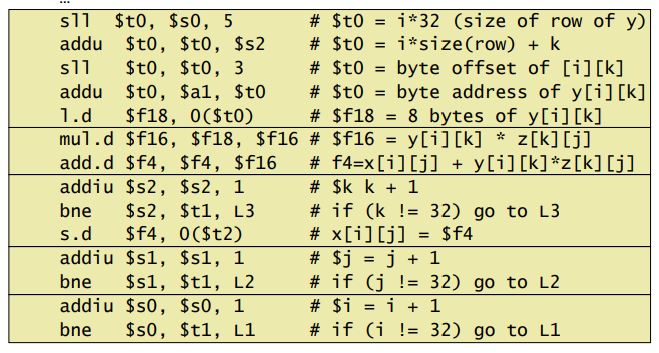 …
sll $t0, $s0, 5 # $t0 = i*32 (size of row of y)
addu $t0, $t0, $s2 # $t0 = i*size(row) + k
sll $t0, $t0, 3 # $t0 = byte offset of [i][k]
addu $t0, $a1, $t0 # $t0 = byte address of y[i][k]
l.d $f18, 0($t0) # $f18 = 8 bytes of y[i][k]
mul.d $f16, $f18, $f16 # $f16 = y[i][k] * z[k][j]
add.d $f4, $f4, $f16 # f4=x[i][j] + y[i][k]*z[k][j]
addiu $s2, $s2, 1 # $k k + 1
bne $s2, $t1, L3 # if (k != 32) go to L3
s.d $f4, 0($t2) # x[i][j] = $f4
addiu $s1, $s1, 1 # $j = j + 1
bne $s1, $t1, L2 # if (j != 32) go to L2
addiu $s0, $s0, 1 # $i = i + 1
bne $s0, $t1, L1 # if (i != 32) go to L1